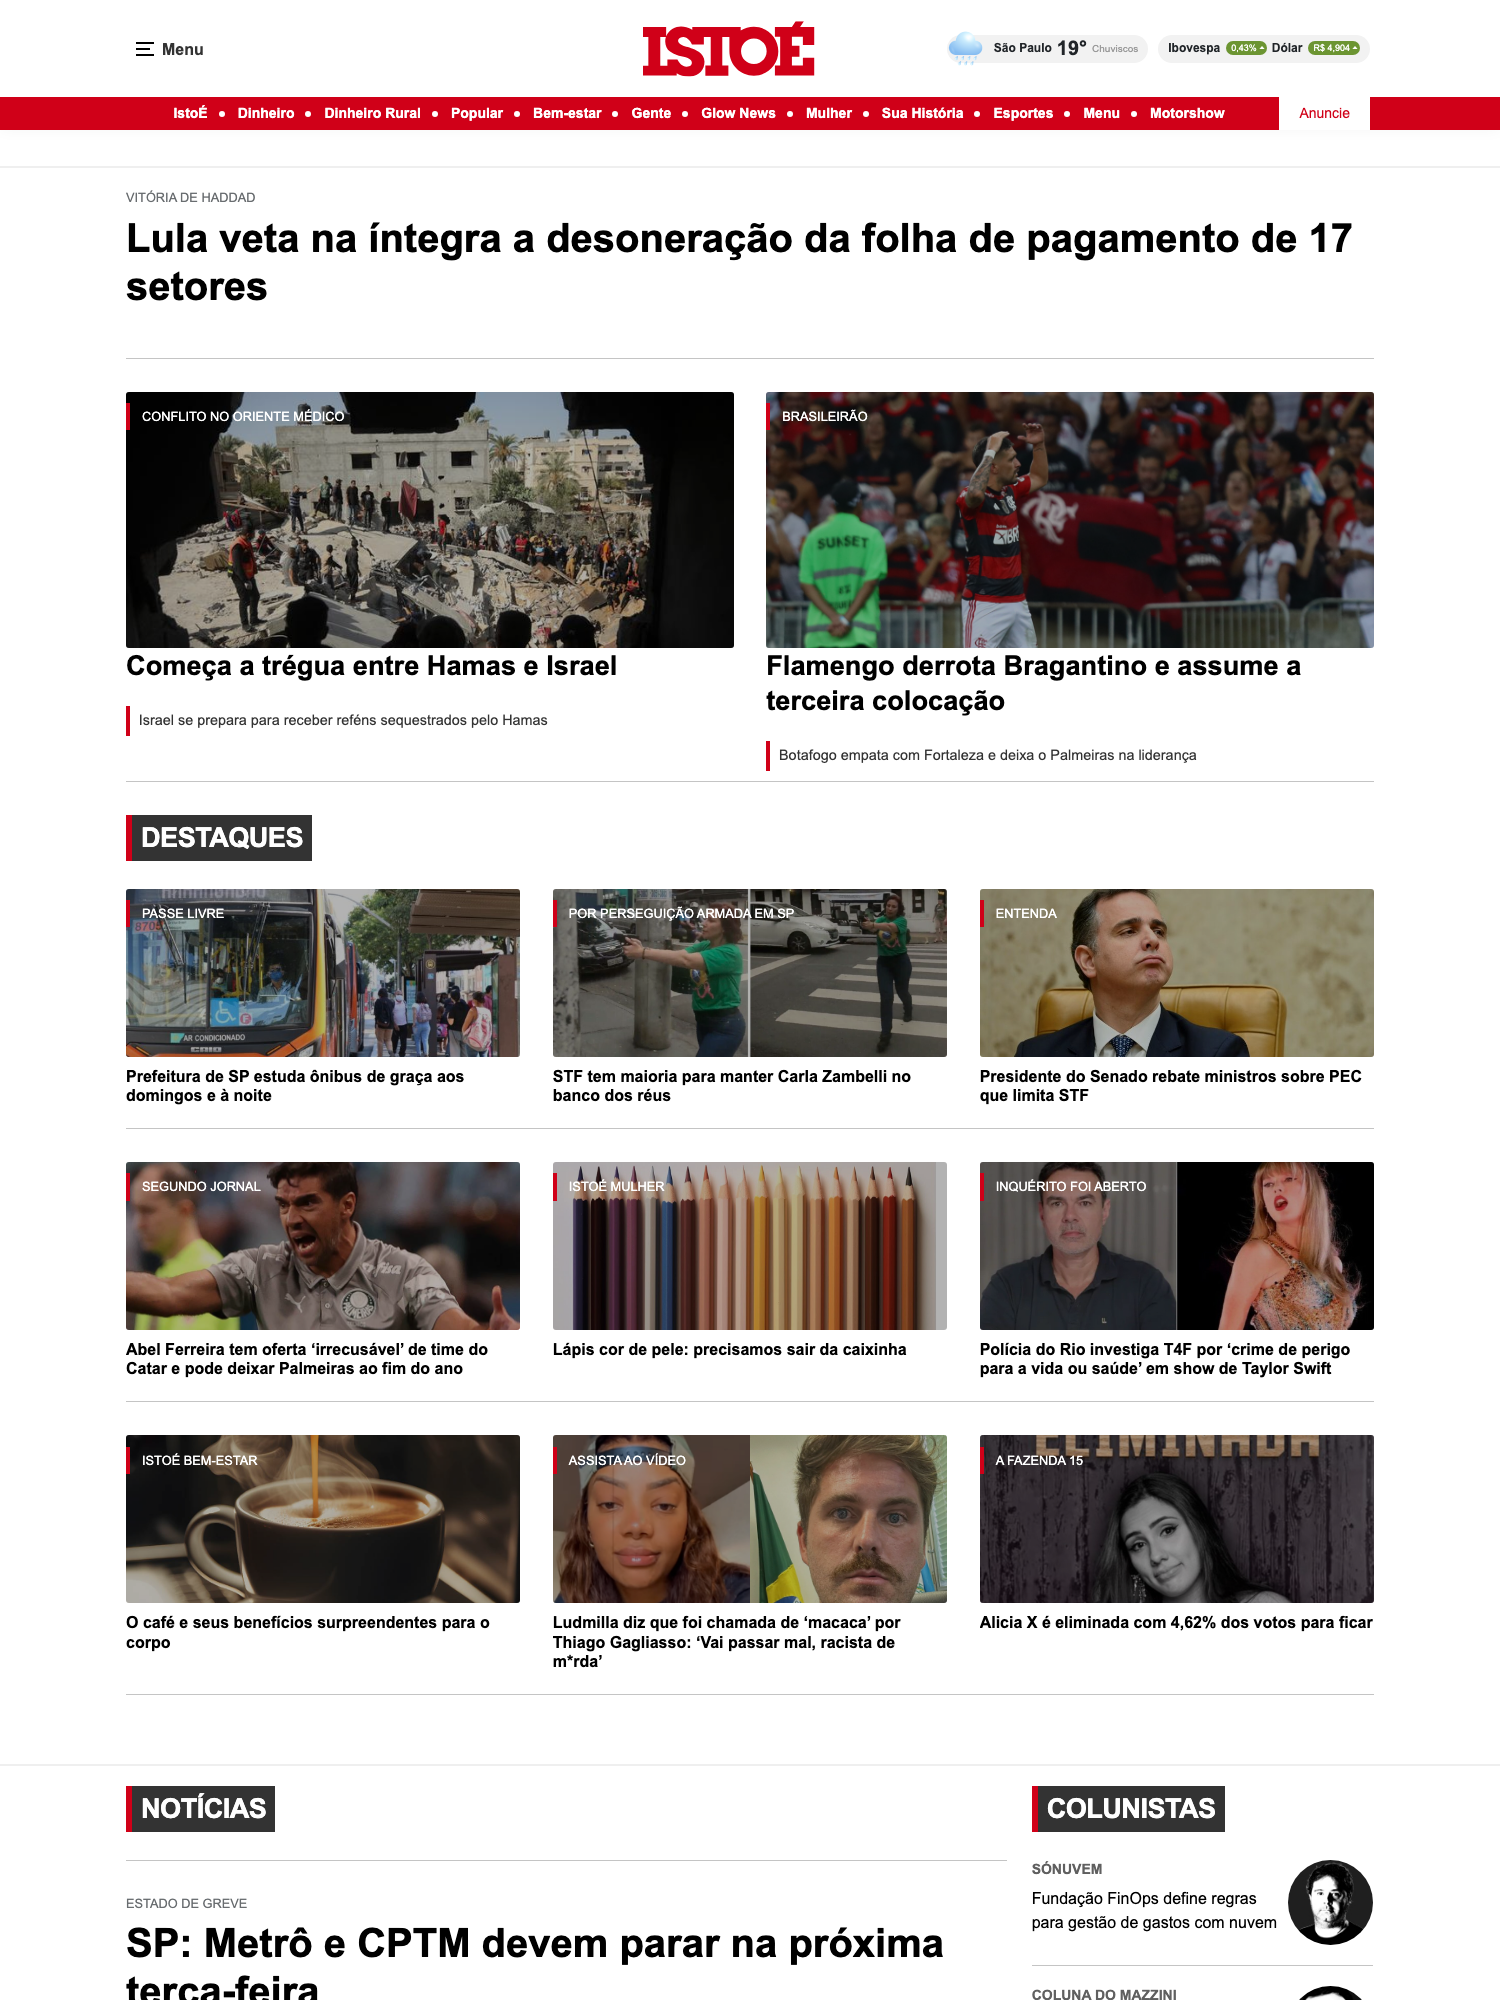 Menu
ISTOÉ
São Paulo 19° Chuviscos
Ibovespa 0,43% Dólar R$ 4,904
IstoÉ • Dinheiro • Dinheiro Rural • Popular • Bem-estar • Gente • Glow News • Mulher • Sua História • Esportes • Menu • Motorshow
Anuncie
VITÓRIA DE HADDAD
Lula veta na íntegra a desoneração da folha de pagamento de 17
setores
CONFLITO NO ORIENTE MÉDICO
Começa a trégua entre Hamas e Israel
Israel se prepara para receber reféns sequestrados pelo Hamas
BRASILEIRÃO
SUNSET
Flamengo derrota Bragantino e assume a
terceira colocação
Botafogo empata com Fortaleza e deixa o Palmeiras na liderança
DESTAQUES
PASSE LIVRE
8705
AR CONDICIONADO
CAIO
Prefeitura de SP estuda ônibus de graça aos
domingos e à noite
POR PERSEGUIÇÃO ARMADA EM SP
STF tem maioria para manter Carla Zambelli no
banco dos réus
ENTENDA
Presidente do Senado rebate ministros sobre PEC
que limita STF
SEGUNDO JORNAL
Abel Ferreira tem oferta ‘irrecusável’ de time do
Catar e pode deixar Palmeiras ao fim do ano
ISTOÉ MULHER
Lápis cor de pele: precisamos sair da caixinha
INQUÉRITO FOI ABERTO
Polícia do Rio investiga T4F por ‘crime de perigo
para a vida ou saúde’ em show de Taylor Swift
ISTOÉ BEM-ESTAR
O café e seus benefícios surpreendentes para o
corpo
ASSISTA AO VÍDEO
Ludmilla diz que foi chamada de ‘macaca’ por
Thiago Gagliasso: ‘Vai passar mal, racista de
m*rda’
ELIMINADA
A FAZENDA 15
Alicia X é eliminada com 4,62% dos votos para ficar
NOTÍCIAS
ESTADO DE GREVE
SP: Metrô e CPTM devem parar na próxima
terça-feira
COLUNISTAS
SÓNUVEM
Fundação FinOps define regras
para gestão de gastos com nuvem
COLUNA DO MAZZINI